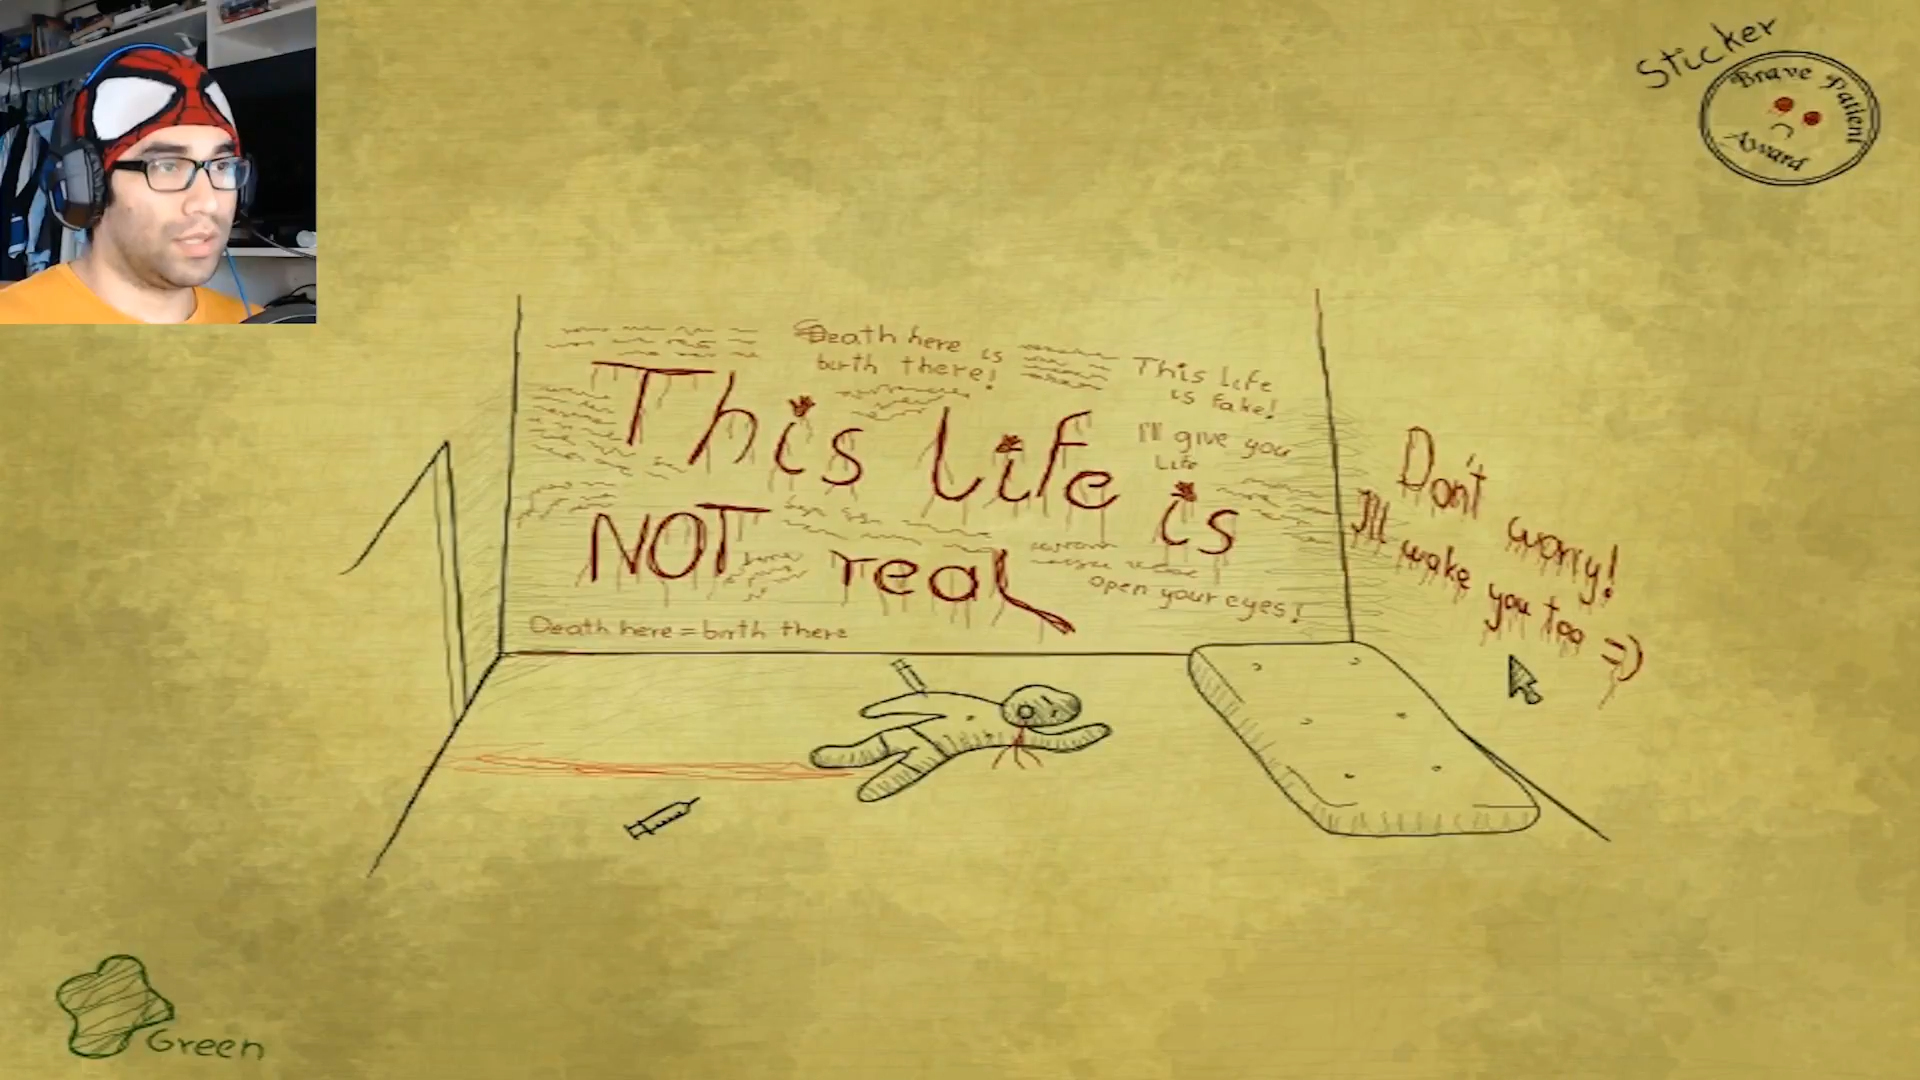 Sticker
Brave Patient
Award
Death here is
birth there!
This life
is fake!
This life is
I'll give you
life
NOT real
open your eyes!
Death here = birth there
Don't worry!
I'll wake you too =)
Green